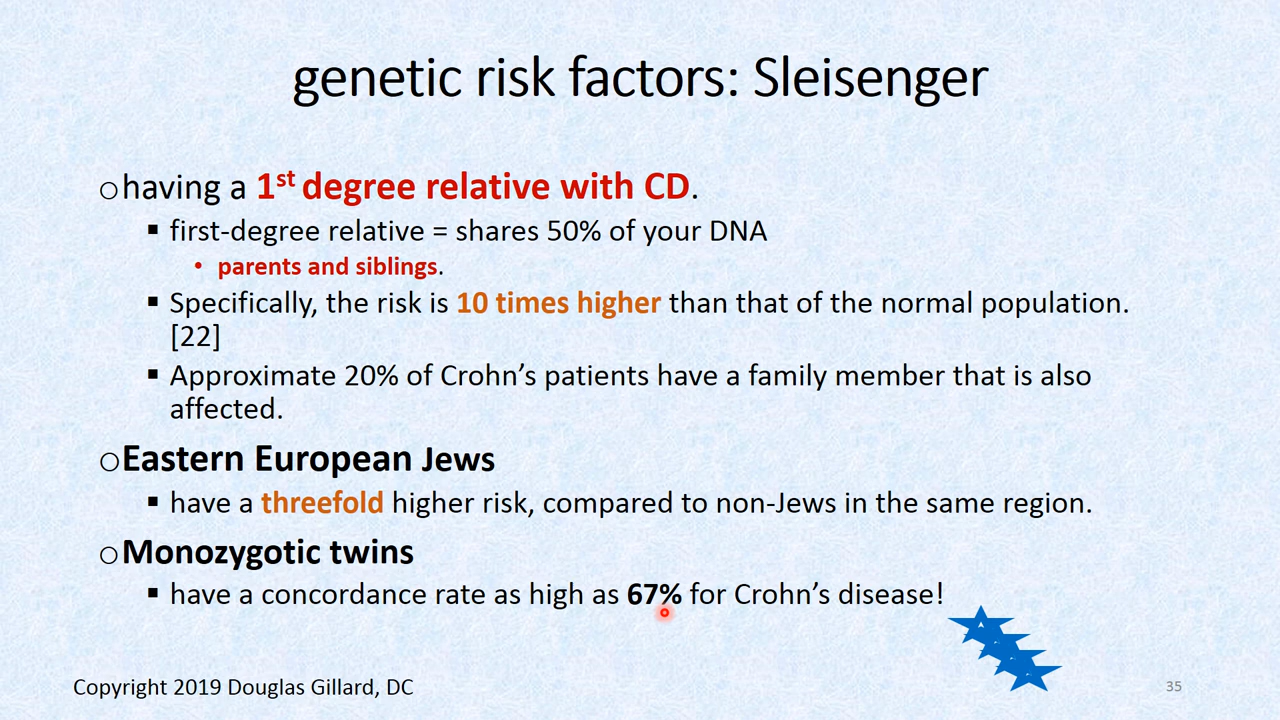 genetic risk factors: Sleisenger
○having a 1st degree relative with CD.
▪ first-degree relative = shares 50% of your DNA
• parents and siblings.
▪ Specifically, the risk is 10 times higher than that of the normal population.
[22]
▪ Approximate 20% of Crohn’s patients have a family member that is also
affected.
○Eastern European Jews
▪ have a threefold higher risk, compared to non-Jews in the same region.
○Monozygotic twins
▪ have a concordance rate as high as 67% for Crohn’s disease!
Copyright 2019 Douglas Gillard, DC
35